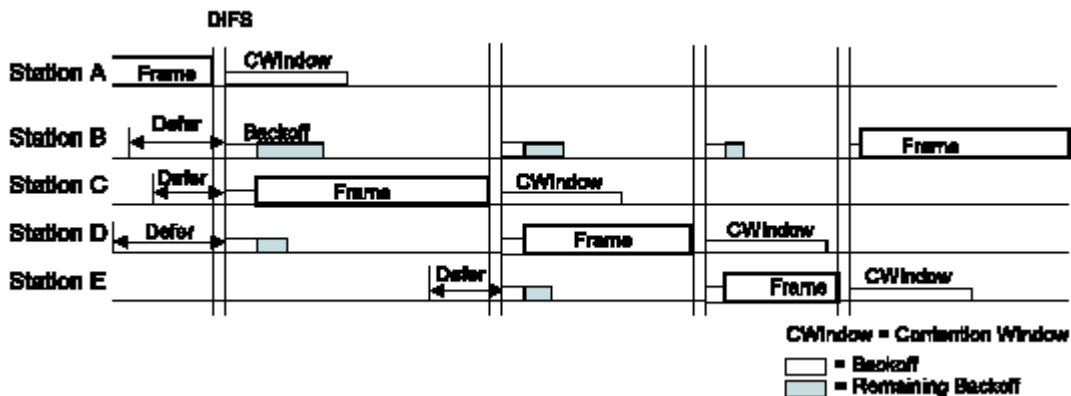 DIFS
Station A Frame CWindow
Station B Defer Backoff Frame
Station C Defer Frame CWindow
Station D Defer Frame CWindow
Station E Defer Frame CWindow
CWindow = Contention Window
= Backoff
= Remaining Backoff